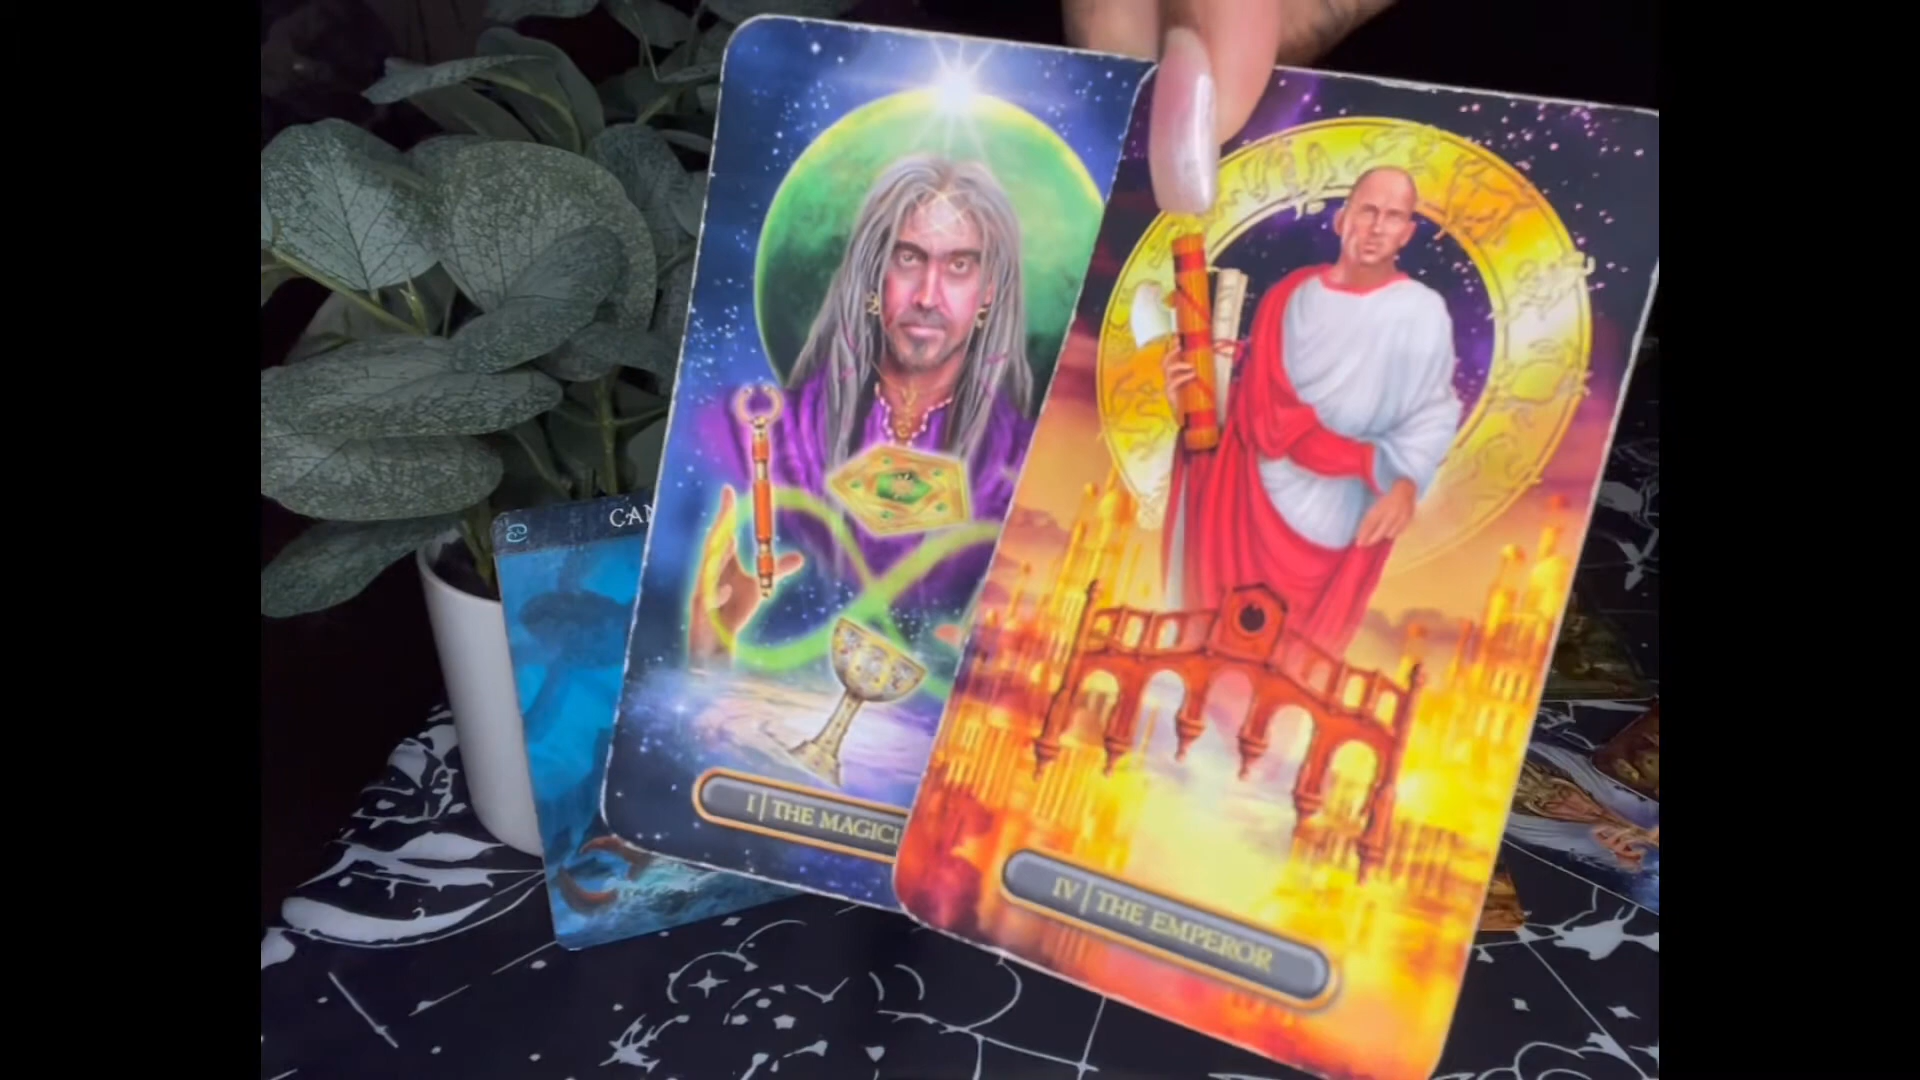 CAN
I | THE MAGICI
IV | THE EMPEROR